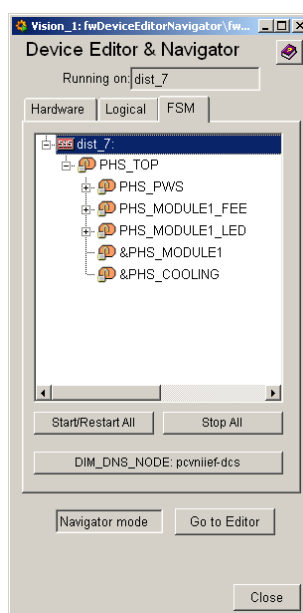 Vision_1: fwDeviceEditorNavigator\fw...
Device Editor & Navigator
Running on: dist_7
Hardware Logical FSM
dist_7:
PHS_TOP
PHS_PWS
PHS_MODULE1_FEE
PHS_MODULE1_LED
&PHS_MODULE1
&PHS_COOLING
Start/Restart All Stop All
DIM_DNS_NODE: pcvniief-dcs
Navigator mode Go to Editor
Close